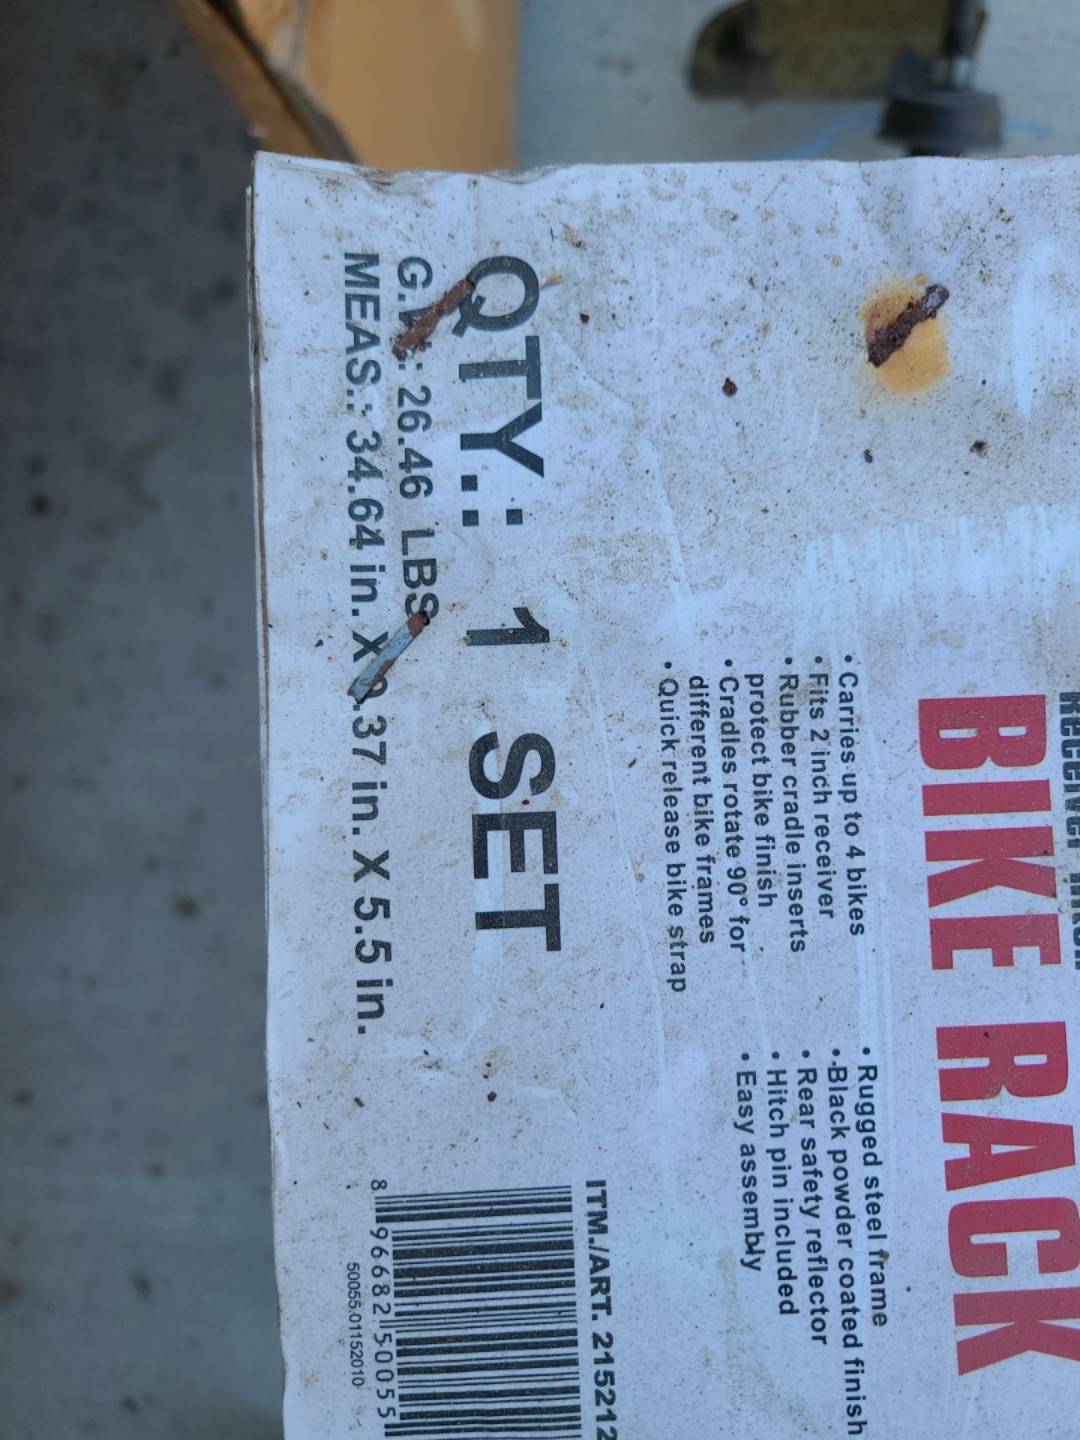 BIKE RACK
• Carries up to 4 bikes
• Fits 2 inch receiver
• Rubber cradle inserts
protect bike finish
• Cradles rotate 90° for
different bike frames
• Quick release bike strap
• Rugged steel frame
• Black powder coated finish
• Rear safety reflector
• Hitch pin included
• Easy assembly
QTY.: 1 SET
26.46 LBS
MEAS.: 34.64 in. X .37 in. X 5.5 in.
ITM./ART. 215212
8 96682 50055
50055.01152010